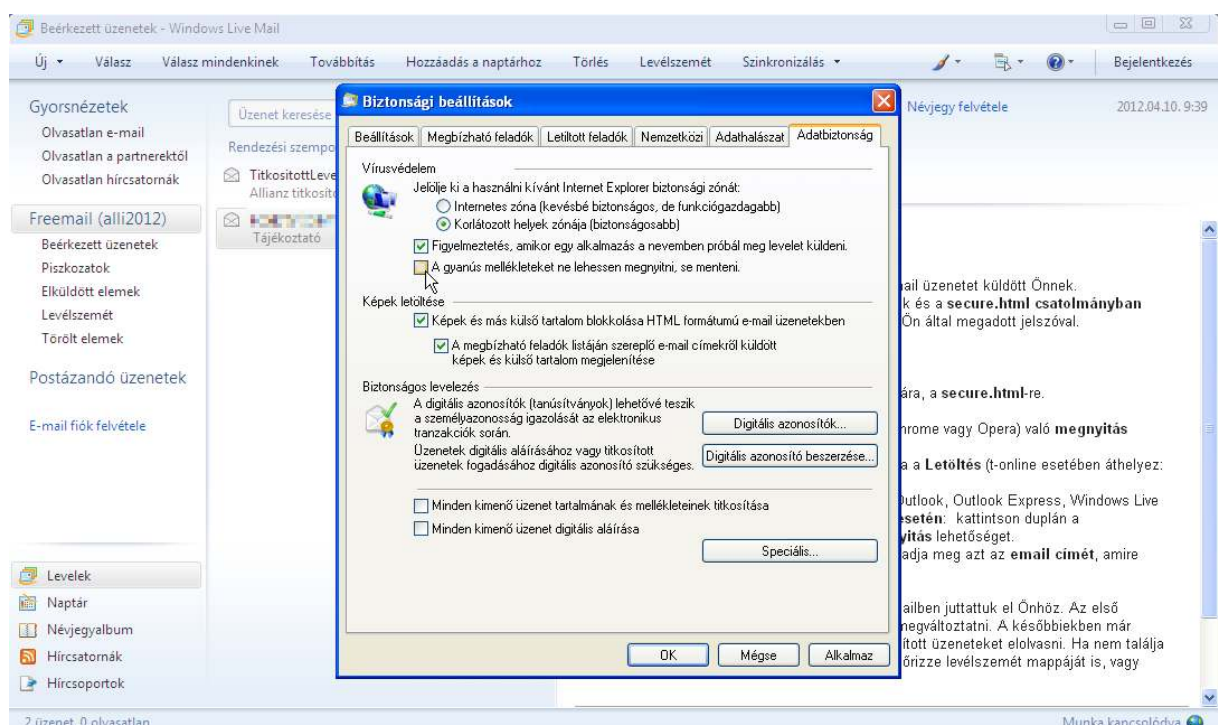 Beérkezett üzenetek - Windows Live Mail
Új Válasz Válasz mindenkinek Továbbítás Hozzáadás a naptárhoz Törlés Levélszemét Szinkronizálás Bejelentkezés
Gyorsnézetek
Olvasatlan e-mail
Olvasatlan a partnerektől
Olvasatlan hírcsatornák
Freemail (alli2012)
Beérkezett üzenetek
Piszkozatok
Elküldött elemek
Levélszemét
Törölt elemek
Postázandó üzenetek
E-mail fiók felvétele
Levelek
Naptár
Névjegyalbum
Hírcsatornák
Hírcsoportok
Üzenet keresése
Rendezési szempo
TitkositottLeve
Allianz titkosít
Tájékoztató
Biztonsági beállítások
Beállítások Megbízható feladók Letiltott feladók Nemzetközi Adathalászat Adatbiztonság
Vírusvédelem
Jelölje ki a használni kívánt Internet Explorer biztonsági zónát:
Internetes zóna (kevésbé biztonságos, de funkciógazdagabb)
Korlátozott helyek zónája (biztonságosabb)
Figyelmeztetés, amikor egy alkalmazás a nevemben próbál meg levelet küldeni.
A gyanús mellékleteket ne lehessen megnyitni, se menteni.
Képek letöltése
Képek és más külső tartalom blokkolása HTML formátumú e-mail üzenetekben
A megbízható feladók listáján szereplő e-mail címekről küldött
képek és külső tartalom megjelenítése
Biztonságos levelezés
A digitális azonosítók (tanúsítványok) lehetővé teszik
a személyazonosság igazolását az elektronikus
tranzakciók során.
Digitális azonosítók...
Üzenetek digitális aláírásához vagy titkosított
üzenetek fogadásához digitális azonosító szükséges.
Digitális azonosító beszerzése...
Minden kimenő üzenet tartalmának és mellékleteinek titkosítása
Minden kimenő üzenet digitális aláírása
Speciális...
OK Mégse Alkalmaz
Névjegy felvétele 2012.04.10. 9:39
ail üzenetet küldött Önnek.
k és a secure.html csatolmányban
Ön által megadott jelszóval.
ára, a secure.html-re.
hrome vagy Opera) való megnyitás
a a Letöltés (t-online esetében áthelyez:
Outlook, Outlook Express, Windows Live
esetén: kattintson duplán a
yitás lehetőséget.
adja meg azt az email címét, amire
ailben juttattuk el Önhöz. Az első
negváltoztatni. A későbbiekben már
ított üzeneteket elolvasni. Ha nem találja
őrizze levélszemét mappáját is, vagy
2 üzenet, 0 olvasatlan
Munka kapcsolódva